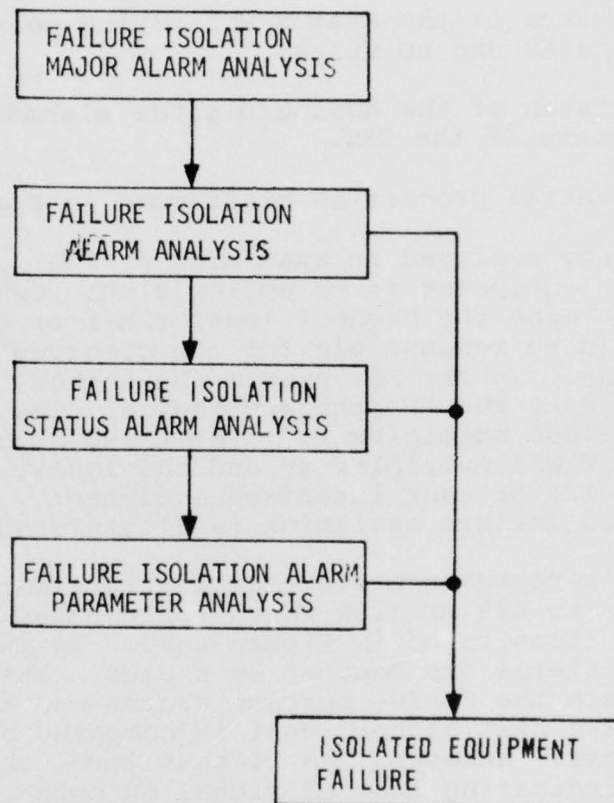 FAILURE ISOLATION
MAJOR ALARM ANALYSIS
FAILURE ISOLATION
ALARM ANALYSIS
FAILURE ISOLATION
STATUS ALARM ANALYSIS
FAILURE ISOLATION ALARM
PARAMETER ANALYSIS
ISOLATED EQUIPMENT
FAILURE